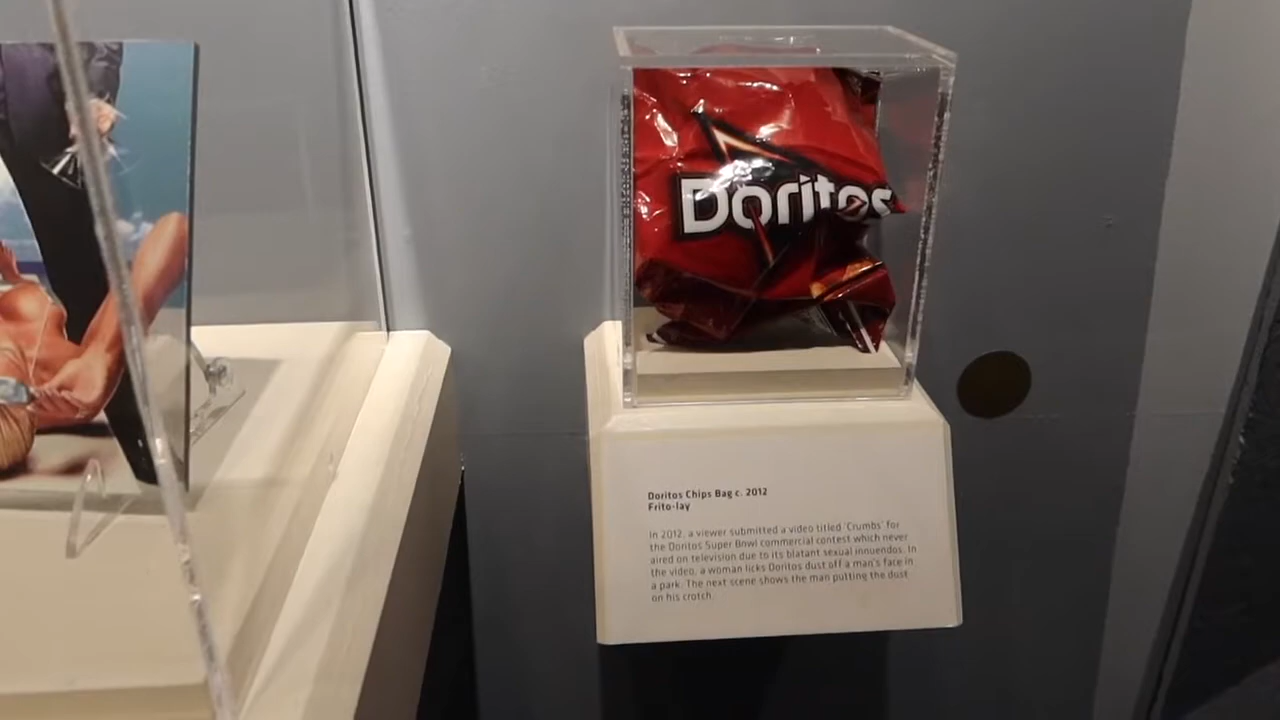 Doritos
Doritos Chips Bag c. 2012
Frito-lay
In 2012, a viewer submitted a video titled 'Crumbs' for
the Doritos Super Bowl commercial contest which never
aired on television due to its blatant sexual innuendos. In
the video, a woman licks Doritos dust off a man's face in
a park. The next scene shows the man putting the dust
on his crotch.